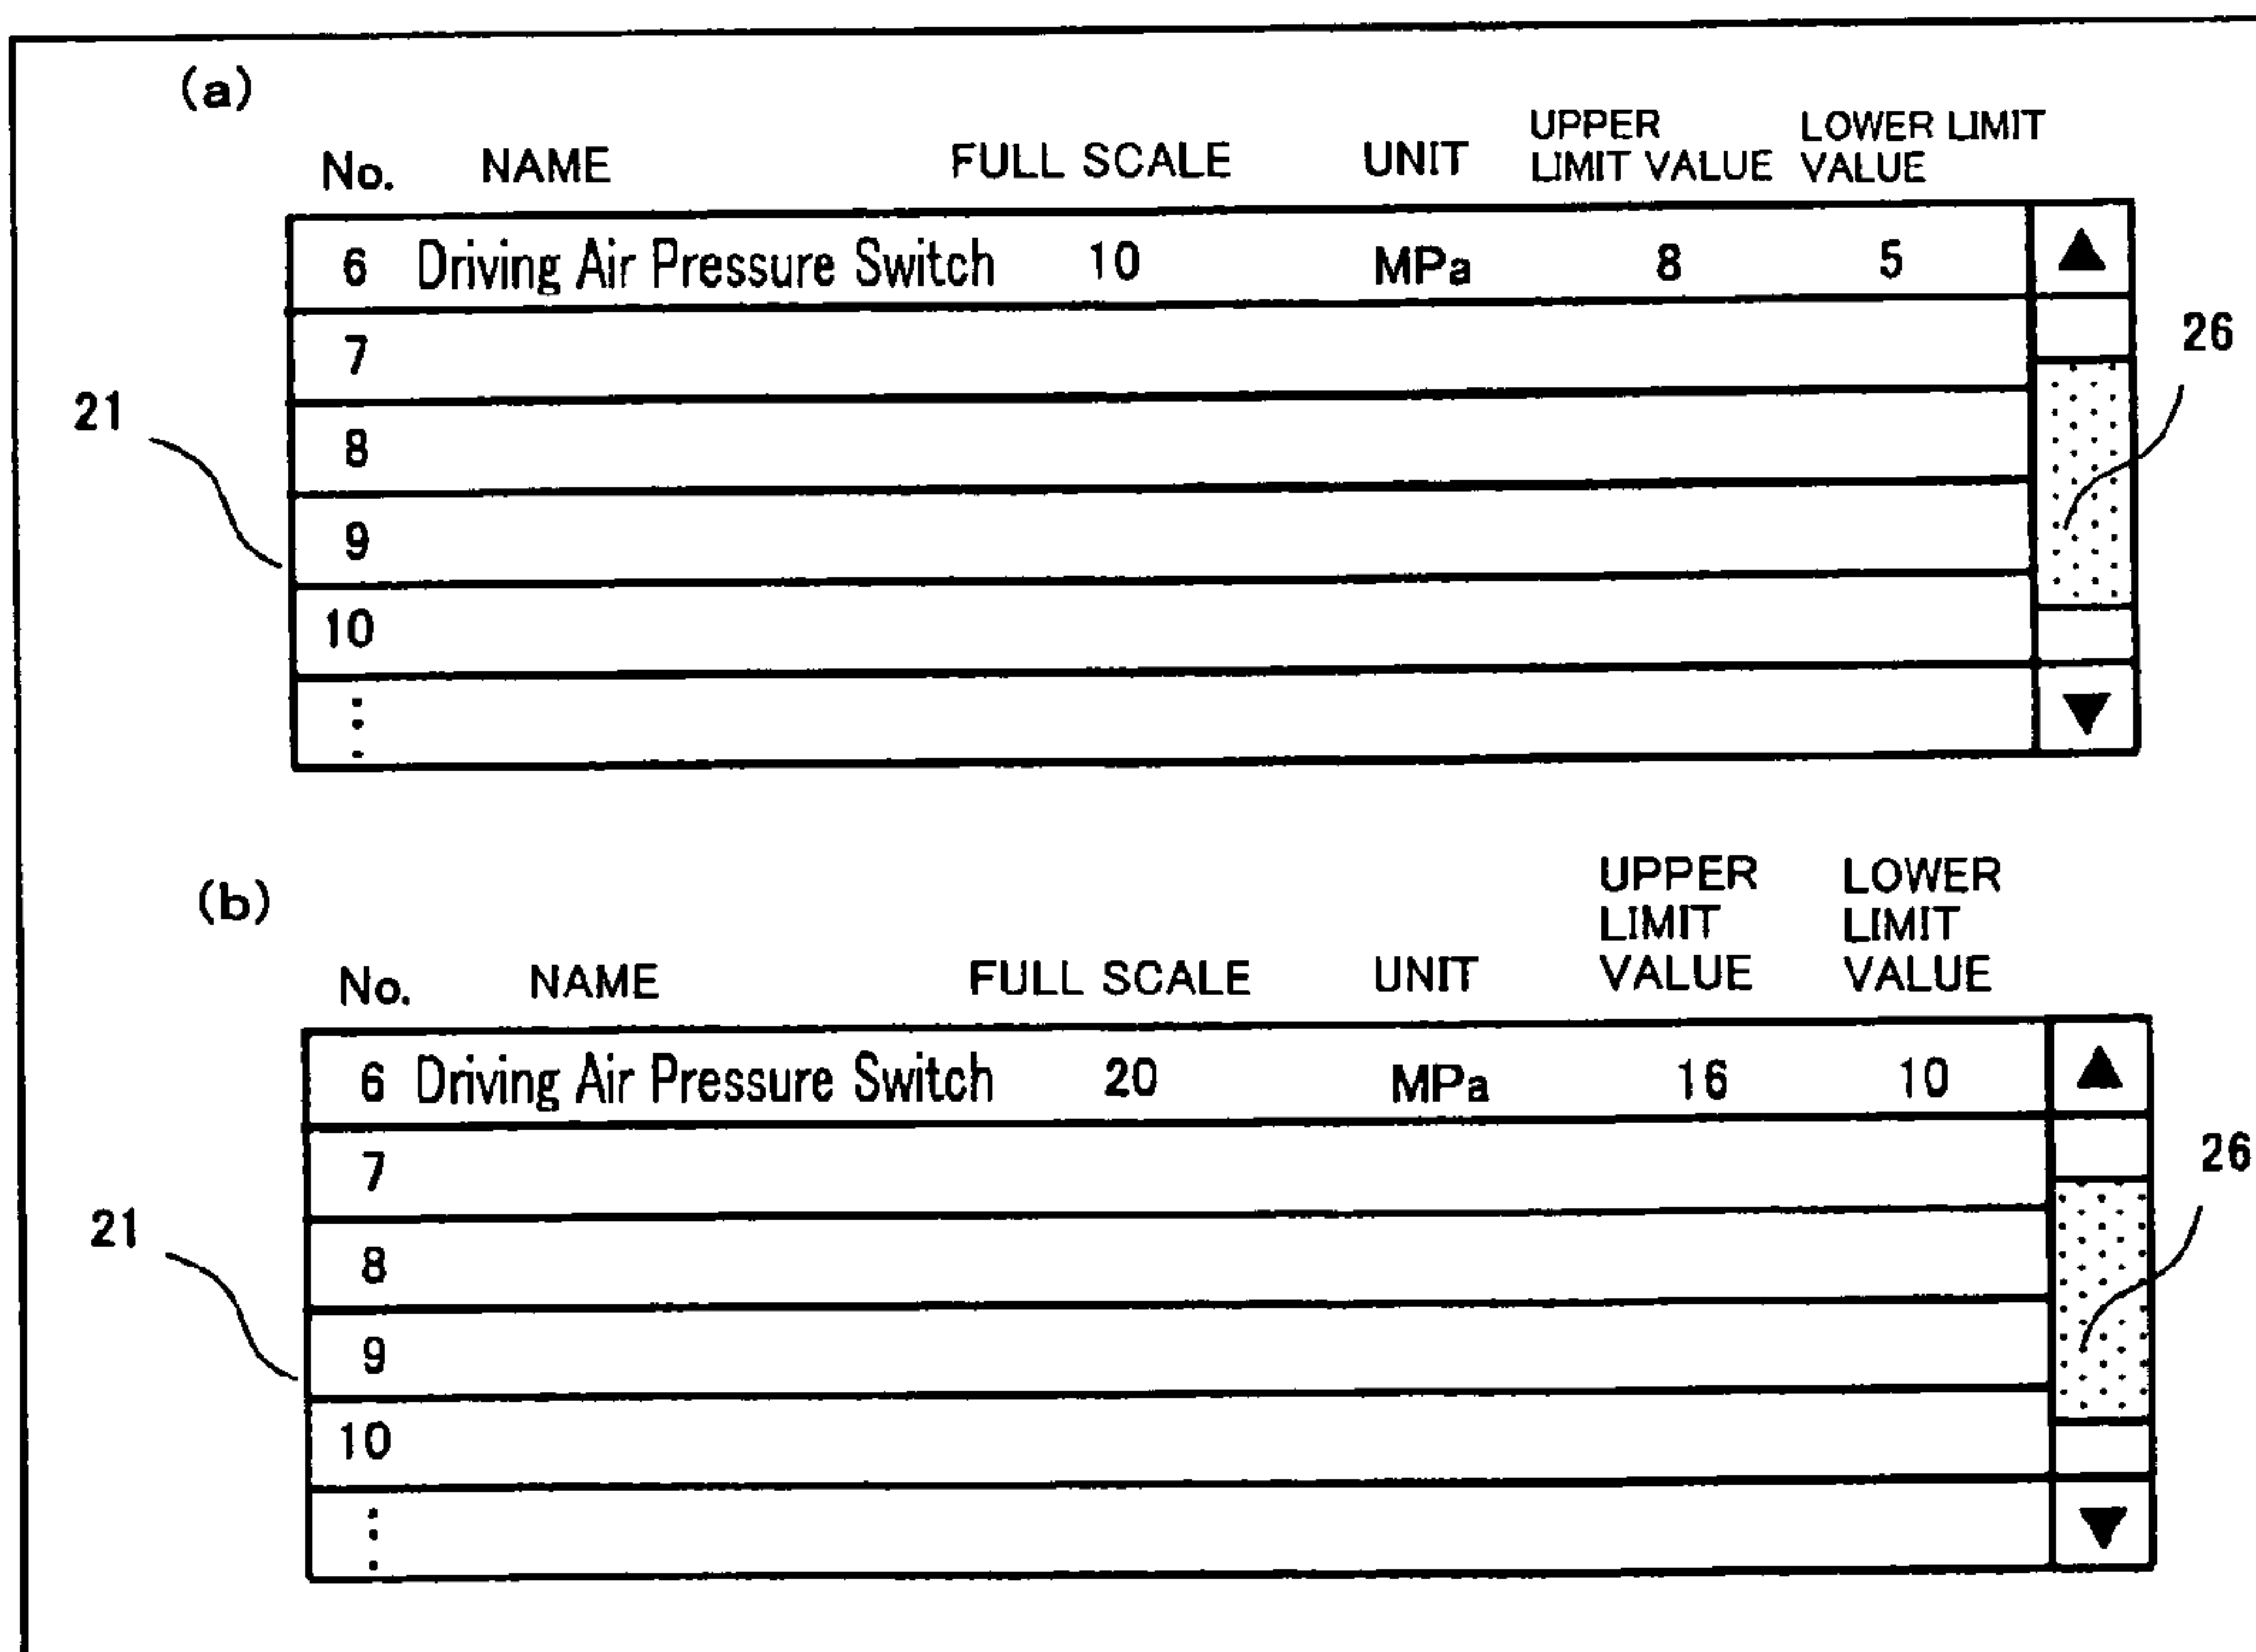 (a)
No. NAME FULL SCALE UNIT UPPER LIMIT VALUE LOWER LIMIT VALUE
6 Driving Air Pressure Switch 10 MPa 8 5 ▲
7
26
21
8
9
10
⋮ ▼
(b)
No. NAME FULL SCALE UNIT UPPER LIMIT VALUE LOWER LIMIT VALUE
6 Driving Air Pressure Switch 20 MPa 16 10 ▲
7
26
21
8
9
10
⋮ ▼